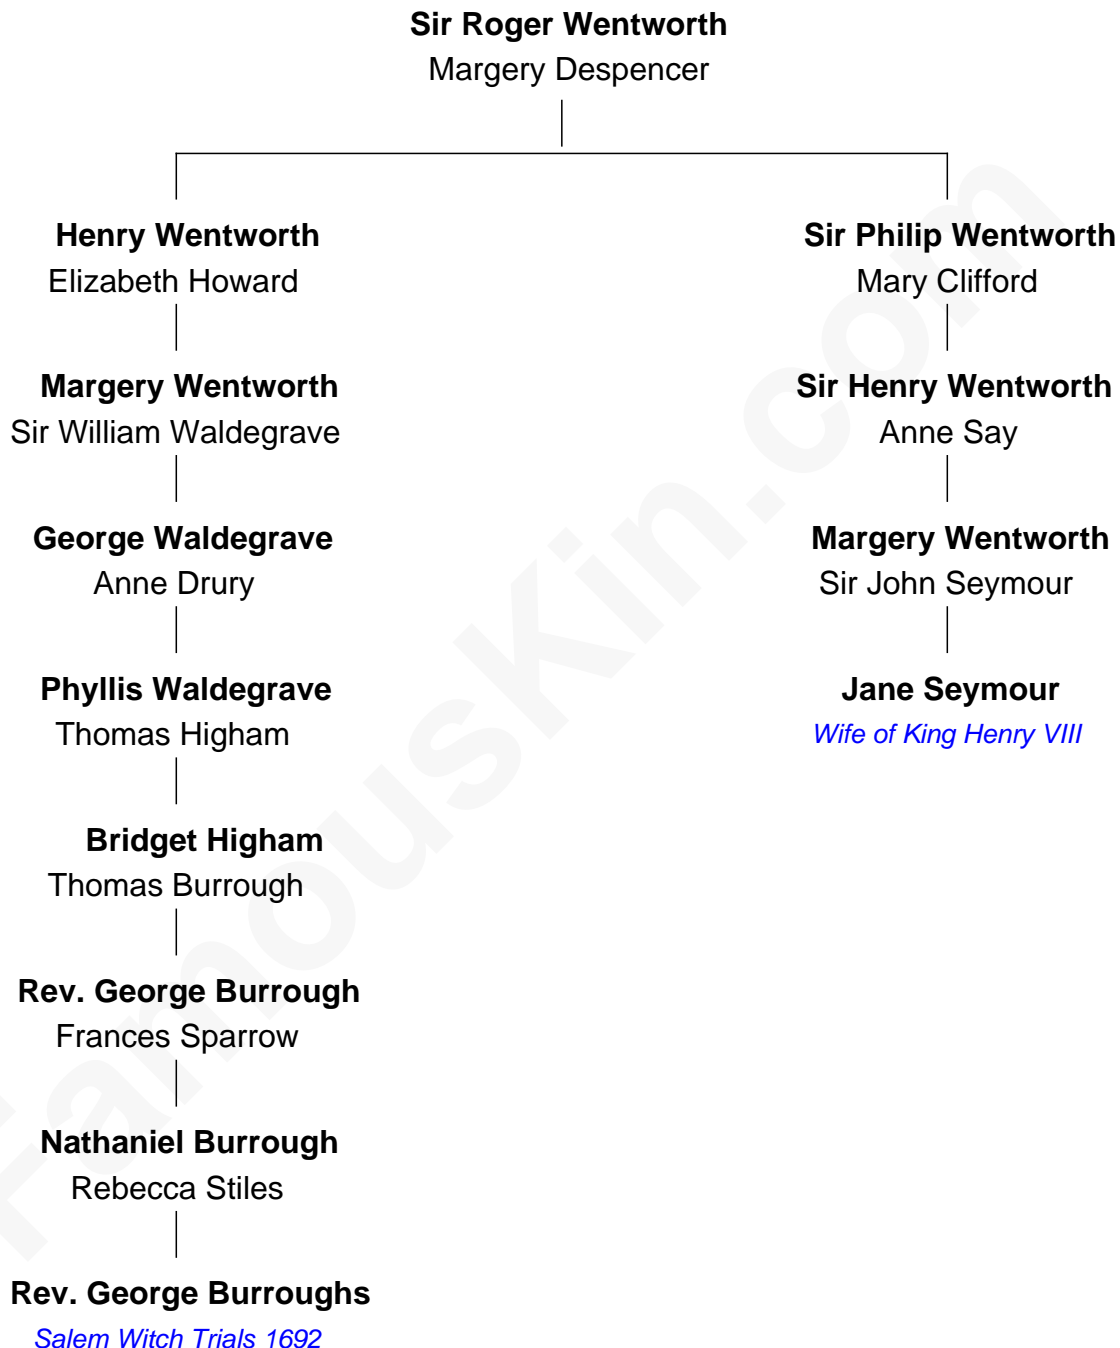 Sir Roger Wentworth
Margery Despencer
Henry Wentworth
Elizabeth Howard
Margery Wentworth
Sir William Waldegrave
George Waldegrave
Anne Drury
Phyllis Waldegrave
Thomas Higham
Bridget Higham
Thomas Burrough
Rev. George Burrough
Frances Sparrow
Nathaniel Burrough
Rebecca Stiles
Rev. George Burroughs
Salem Witch Trials 1692
Sir Philip Wentworth
Mary Clifford
Sir Henry Wentworth
Anne Say
Margery Wentworth
Sir John Seymour
Jane Seymour
Wife of King Henry VIII
FamousKin.com